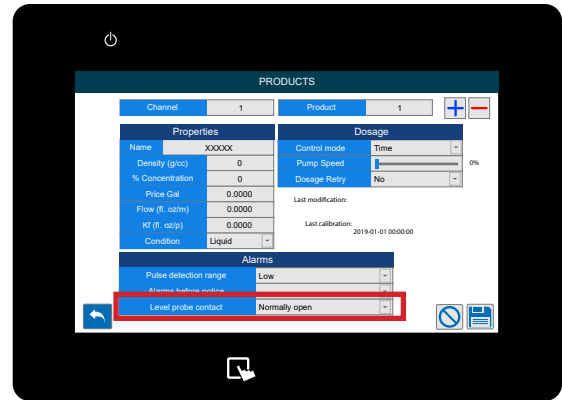 PRODUCTS
Channel 1 Product 1
Properties Dosage
Name XXXXX Control mode Time
Density (g/cc) 0 Pump Speed 0%
% Concentration 0 Dosage Retry No
Price Gal 0.0000 Last modification:
Flow (fl. oz/m) 0.0000
Kf (fl. oz/p) 0.0000 Last calibration:
2019-01-01 00:00:00
Condition Liquid
Alarms
Pulse detection range Low
Alarms before notice
Level probe contact Normally open